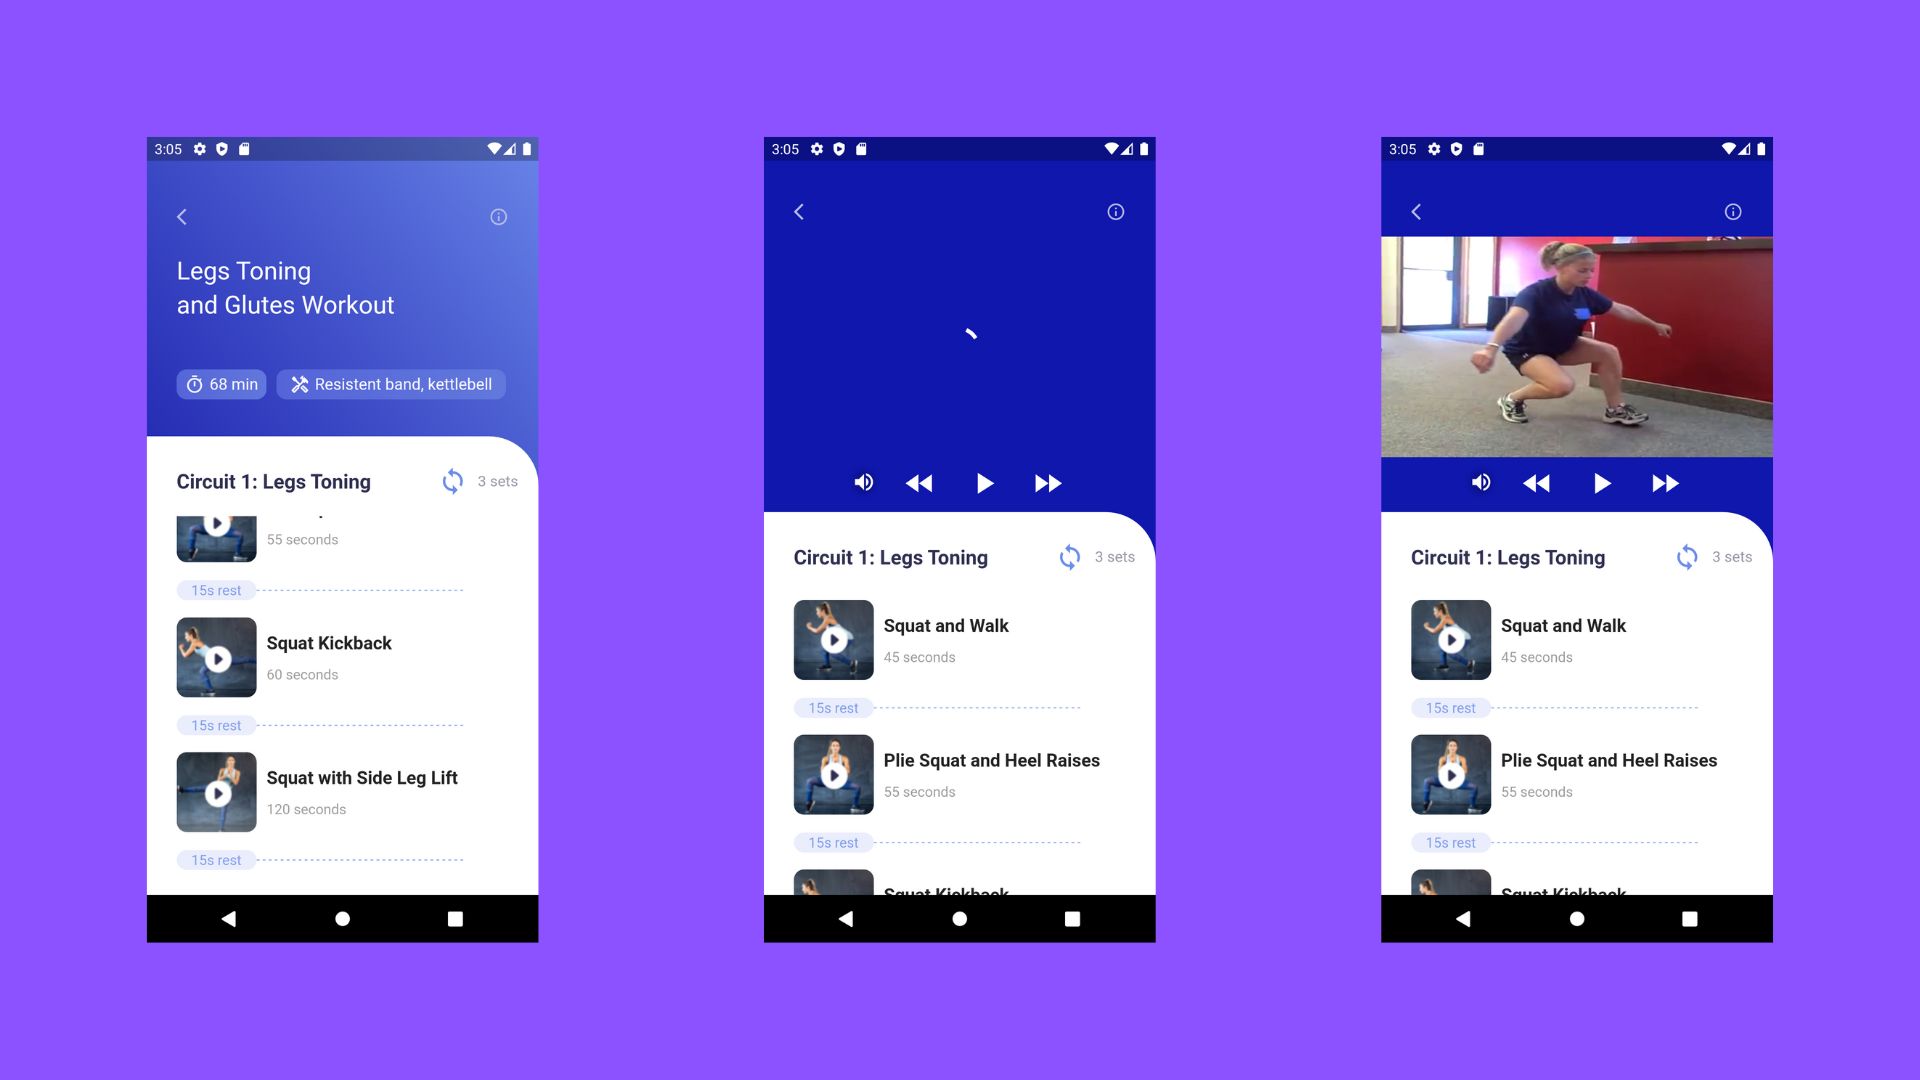 3:05
Legs Toning
and Glutes Workout
68 min
Resistent band, kettlebell
Circuit 1: Legs Toning
3 sets
55 seconds
15s rest
Squat Kickback
60 seconds
15s rest
Squat with Side Leg Lift
120 seconds
15s rest
3:05
Circuit 1: Legs Toning
3 sets
Squat and Walk
45 seconds
15s rest
Plie Squat and Heel Raises
55 seconds
15s rest
Squat Kickback
3:05
Circuit 1: Legs Toning
3 sets
Squat and Walk
45 seconds
15s rest
Plie Squat and Heel Raises
55 seconds
15s rest
Squat Kickback